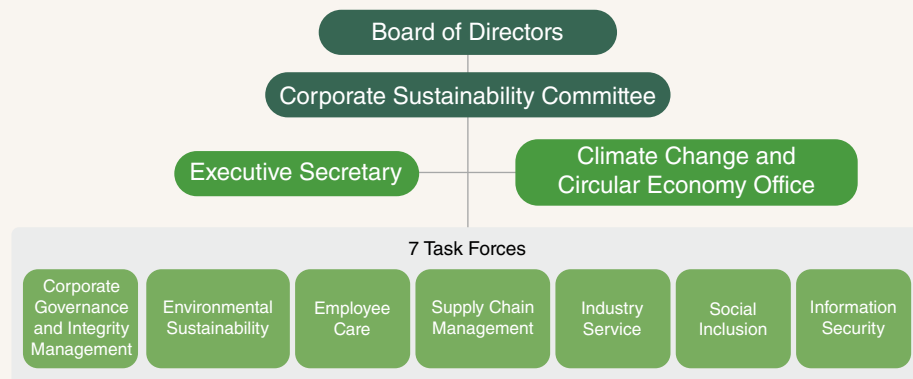 Board of Directors
Corporate Sustainability Committee
Executive Secretary
Climate Change and
Circular Economy Office
7 Task Forces
Corporate
Governance
and Integrity
Management
Environmental
Sustainability
Employee
Care
Supply Chain
Management
Industry
Service
Social
Inclusion
Information
Security